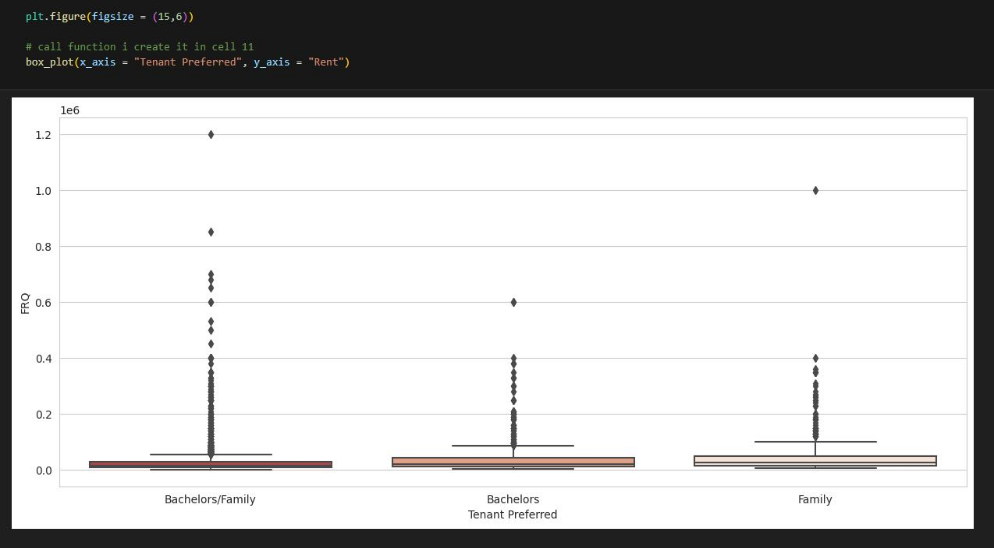 plt.figure(figsize = (15,6))
# call function i create it in cell 11
box_plot(x_axis = "Tenant Preferred", y_axis = "Rent")
1e6
1.2
1.0
0.8
0.6
0.4
0.2
0.0
FRQ
Bachelors/Family Bachelors Family
Tenant Preferred